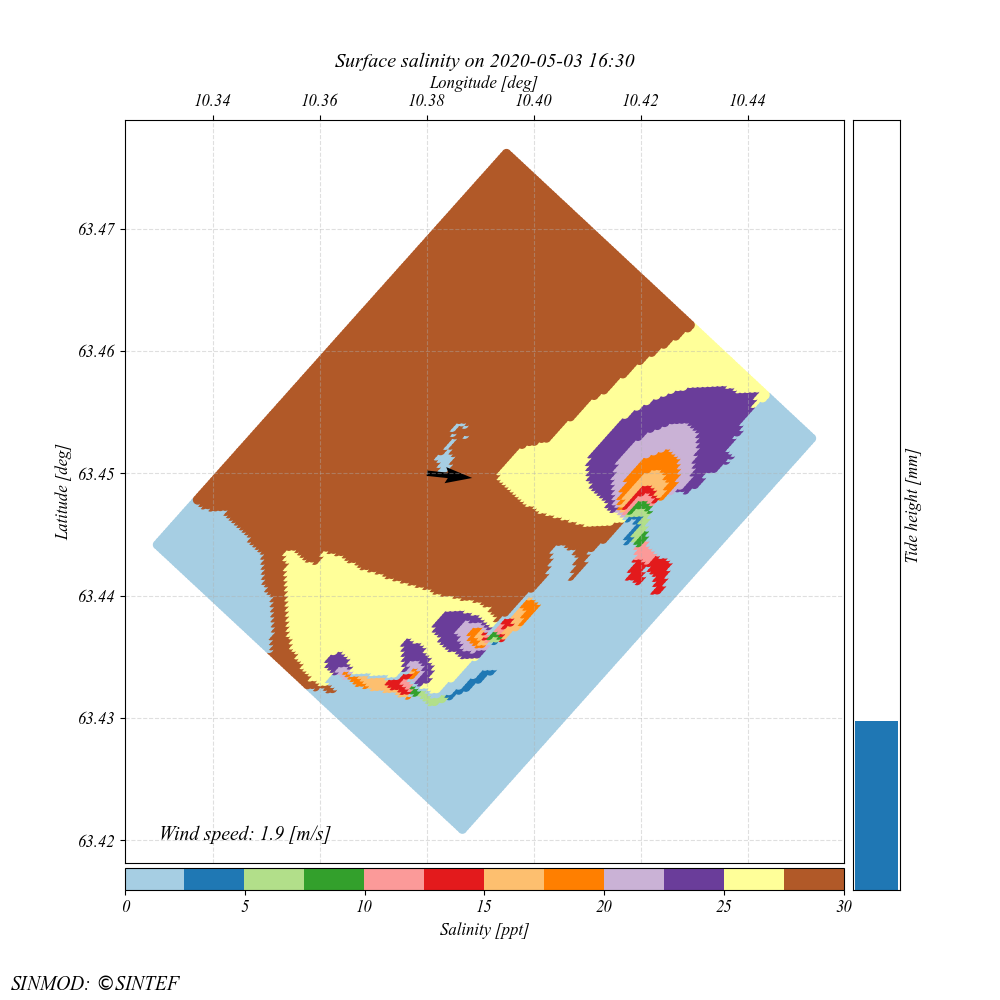 Surface salinity on 2020-05-03 16:30
Longitude [deg]
10.34 10.36 10.38 10.40 10.42 10.44
63.47
63.46
63.45
63.44
63.43
63.42
Latitude [deg]
Tide height [mm]
Wind speed: 1.9 [m/s]
0 5 10 15 20 25 30
Salinity [ppt]
SINMOD: ©SINTEF